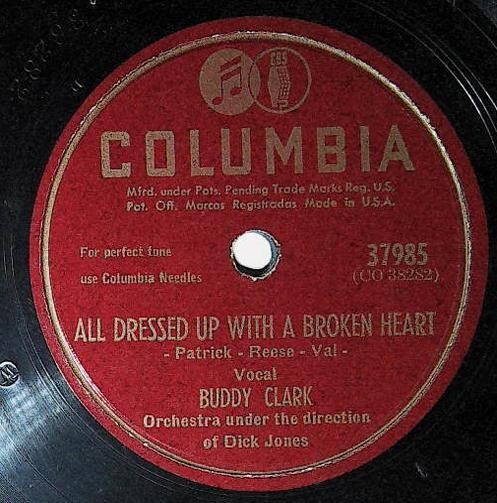 CBS
COLUMBIA
Mfrd. under Pats. Pending Trade Marks Reg. U.S.
Pat. Off. Marcas Registradas Made in U.S.A.
For perfect tone
use Columbia Needles
37985
(CO 38282)
ALL DRESSED UP WITH A BROKEN HEART
- Patrick - Reese - Val -
Vocal
BUDDY CLARK
Orchestra under the direction
of Dick Jones